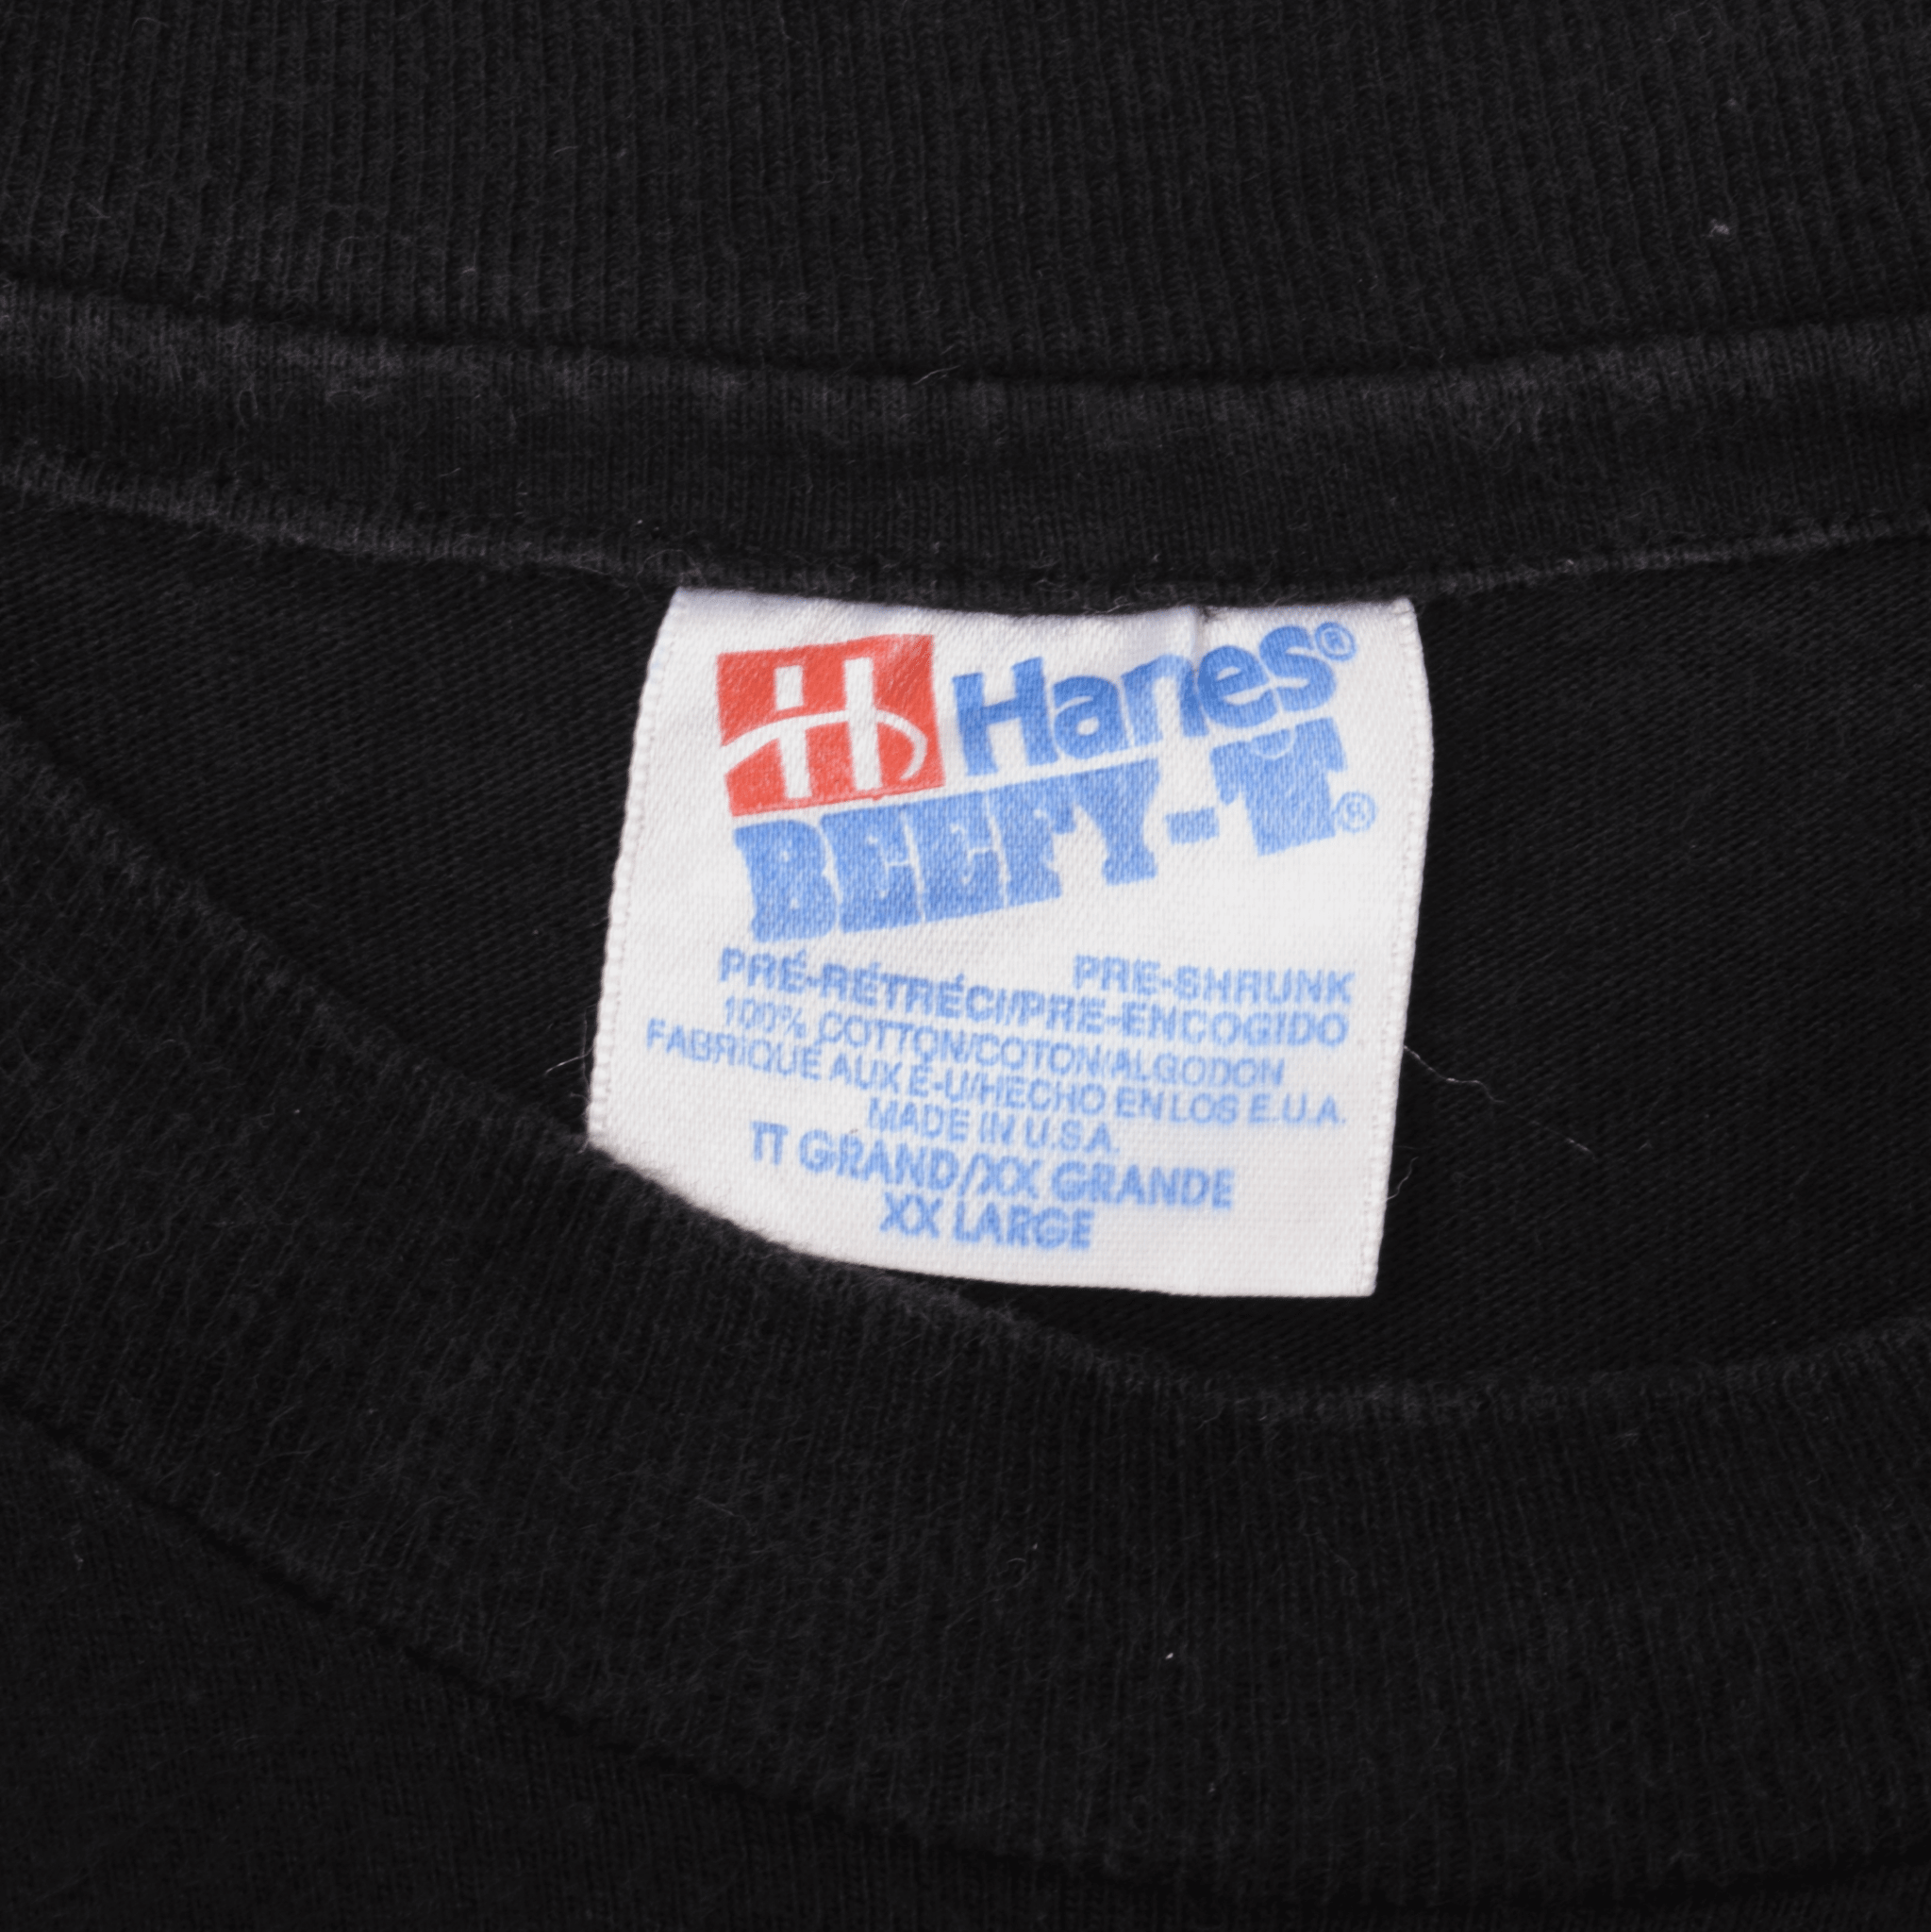 H Hanes®
BEEFY-T®
PRE-SHRUNK
PRÉ-RÉTRÉCI/PRE-ENCOGIDO
100% COTTON/COTON/ALGODON
FABRIQUÉ AUX É-U/HECHO EN LOS E.U.A.
MADE IN U.S.A.
TT GRAND/XX GRANDE
XX LARGE